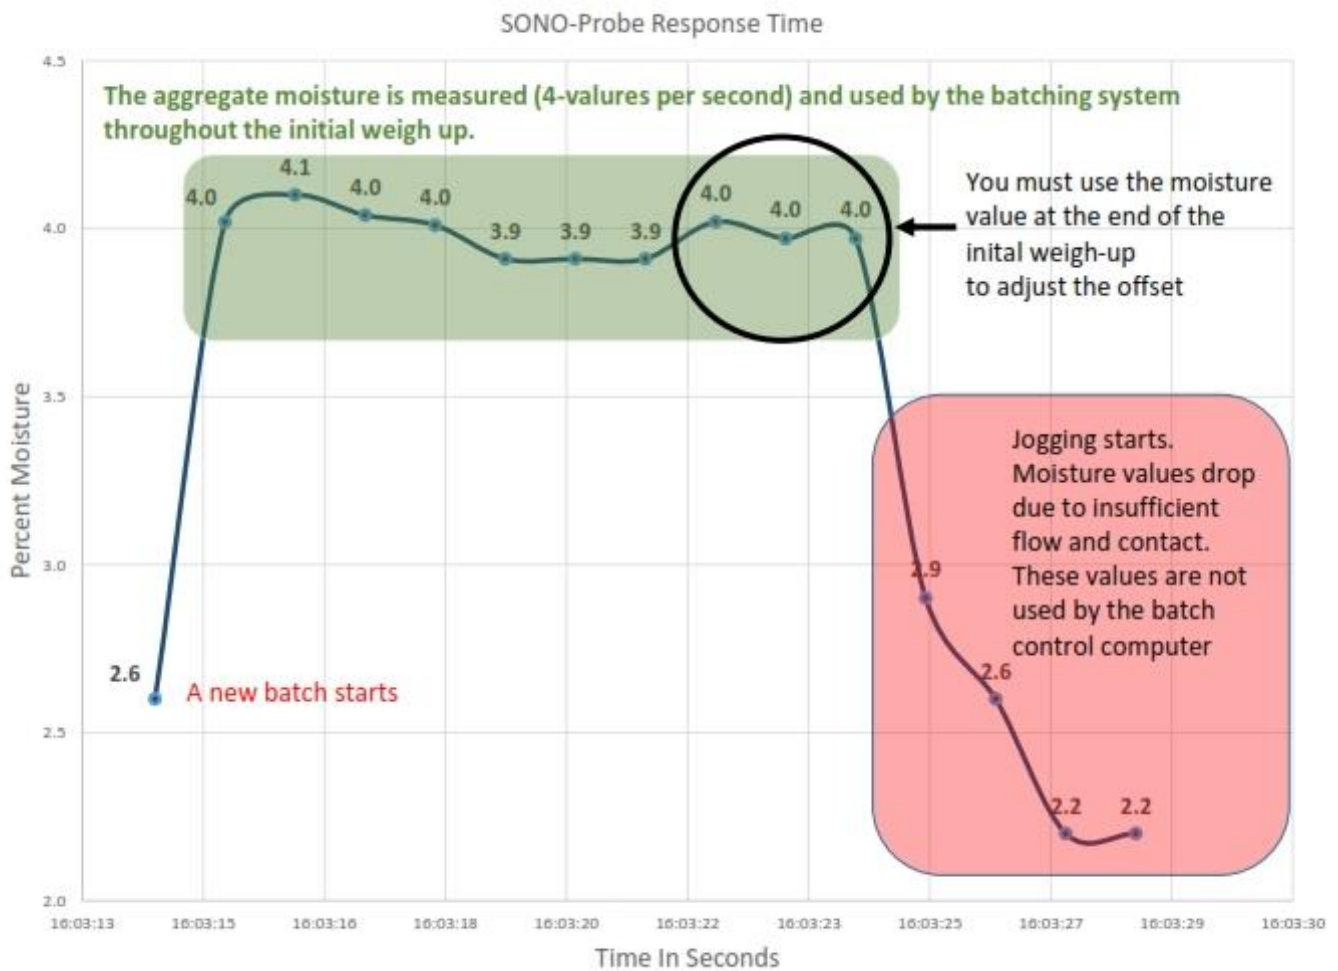 SONO-Probe Response Time
The aggregate moisture is measured (4-valures per second) and used by the batching system
throughout the initial weigh up.
You must use the moisture
value at the end of the
inital weigh-up
to adjust the offset
4.5
4.0
3.5
3.0
2.5
2.0
Percent Moisture
2.6
4.0
4.1
4.0
4.0
3.9
3.9
3.9
4.0
4.0
4.0
2.9
2.6
2.2
2.2
A new batch starts
Jogging starts.
Moisture values drop
due to insufficient
flow and contact.
These values are not
used by the batch
control computer
16:03:13
16:03:15
16:03:16
16:03:18
16:03:20
16:03:22
16:03:23
16:03:25
16:03:27
16:03:29
16:03:30
Time In Seconds